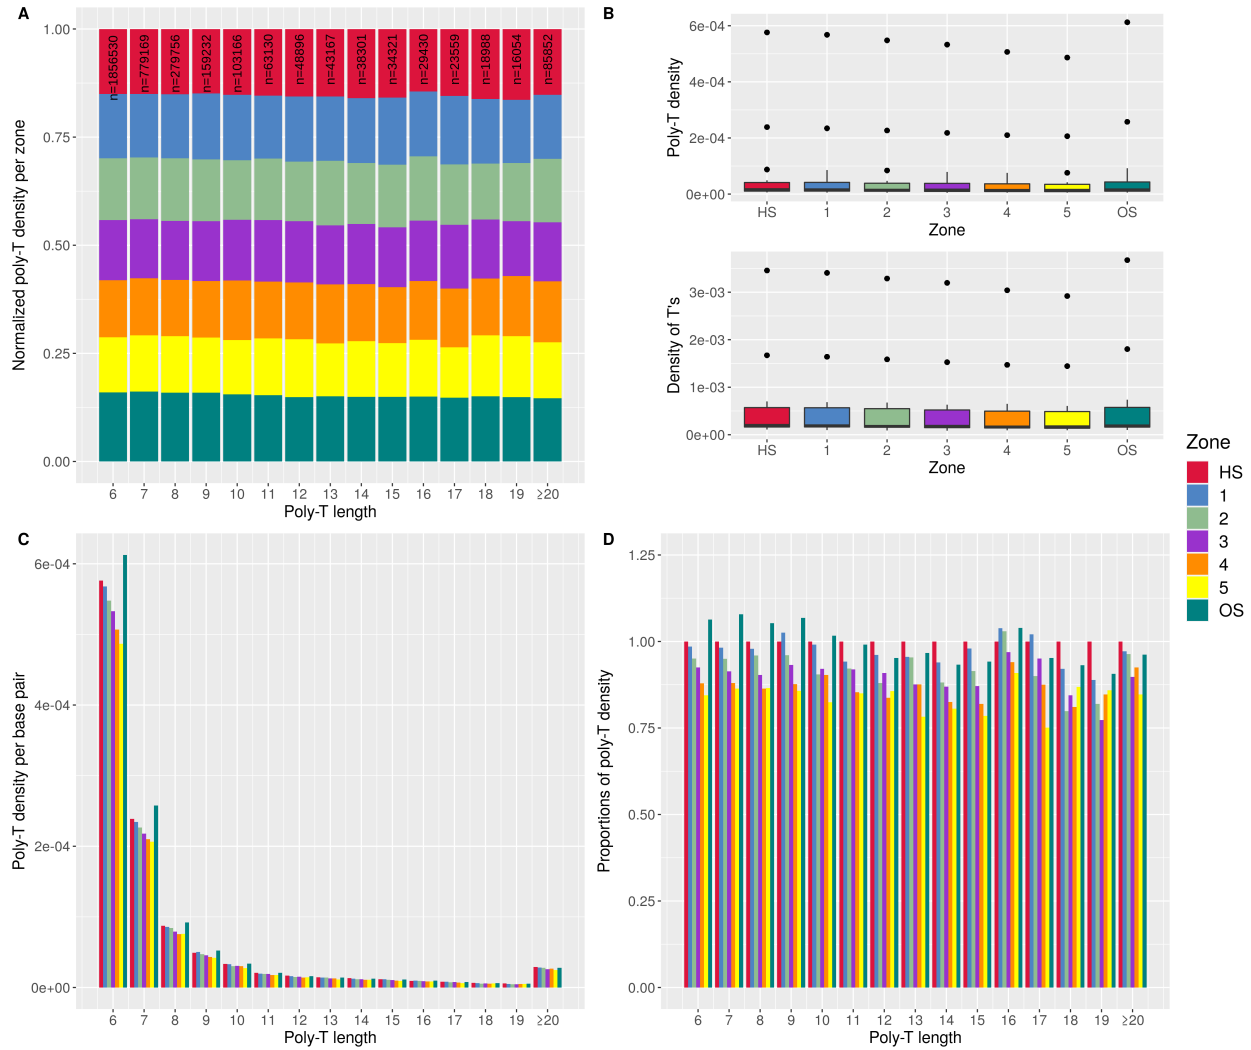 A
Normalized poly-T density per zone
1.00
0.75
0.50
0.25
0.00
n=1856530
n=779169
n=279756
n=159232
n=103166
n=63130
n=48896
n=43167
n=38301
n=34321
n=29430
n=23559
n=18988
n=16054
n=85852
6 7 8 9 10 11 12 13 14 15 16 17 18 19 ≥20
Poly-T length
B
Poly-T density
6e-04
4e-04
2e-04
0e+00
HS 1 2 3 4 5 OS
Zone
Density of T's
3e-03
2e-03
1e-03
0e+00
HS 1 2 3 4 5 OS
Zone
Zone
HS
1
2
3
4
5
OS
C
Poly-T density per base pair
6e-04
4e-04
2e-04
0e+00
6 7 8 9 10 11 12 13 14 15 16 17 18 19 ≥20
Poly-T length
D
Proportions of poly-T density
1.25
1.00
0.75
0.50
0.25
0.00
6 7 8 9 10 11 12 13 14 15 16 17 18 19 ≥20
Poly-T length